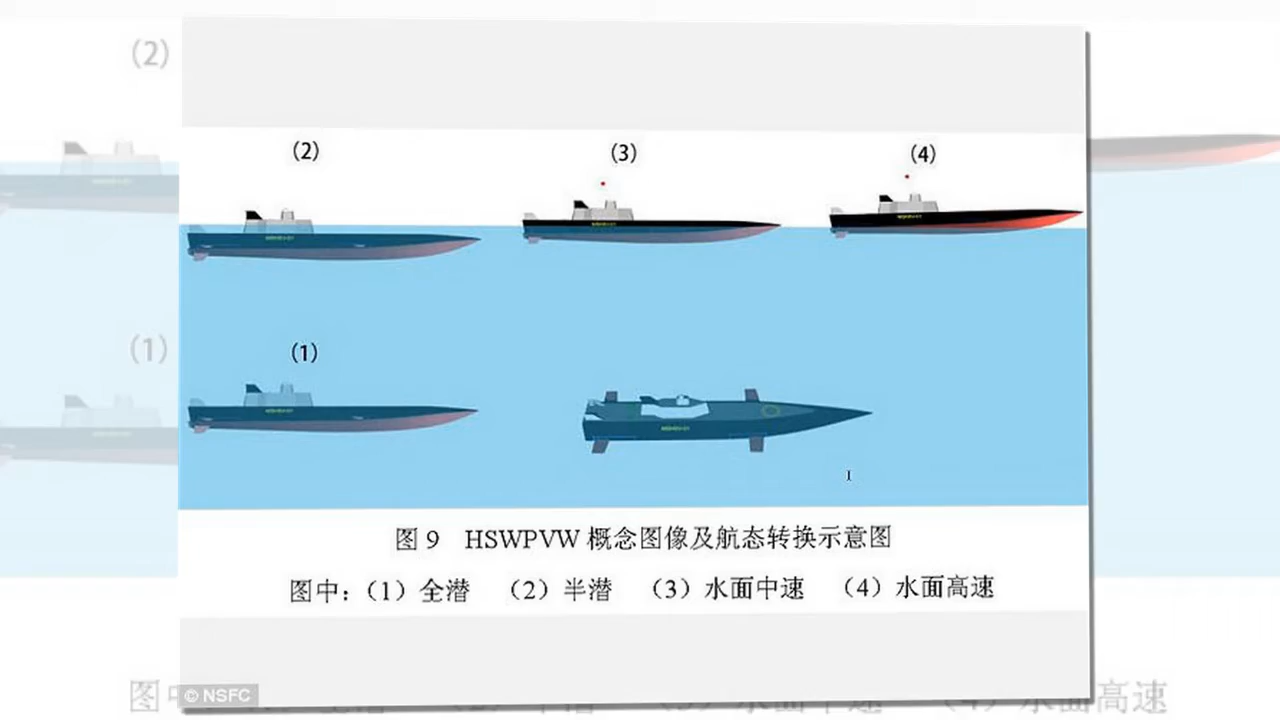 (2)
(2)
(3)
(4)
(1)
(1)
图 9 HSWPVW 概念图像及航态转换示意图
图中：（1）全潜 （2）半潜 （3）水面中速 （4）水面高速
© NSFC